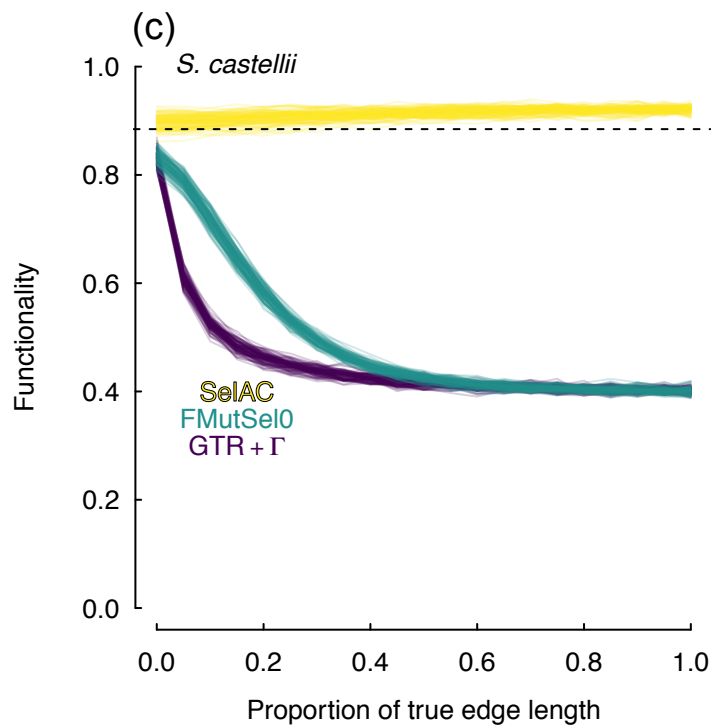 (c)
S. castellii
1.0
0.8
0.6
0.4
0.2
0.0
Functionality
SelAC
FMutSel0
GTR + Γ
0.0 0.2 0.4 0.6 0.8 1.0
Proportion of true edge length